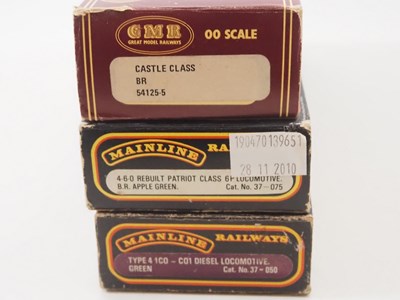 GMR
GREAT MODEL RAILWAYS
OO SCALE
CASTLE CLASS
BR
54125-5
MAINLINE RAILWAYS
190470139651
28 11 2010
4-6-0 REBUILT PATRIOT CLASS 6P LOCOMOTIVE.
B.R. APPLE GREEN. Cat. No. 37-075
MAINLINE RAILWAYS
TYPE 4 1CO - CO1 DIESEL LOCOMOTIVE.
GREEN Cat. No. 37-050